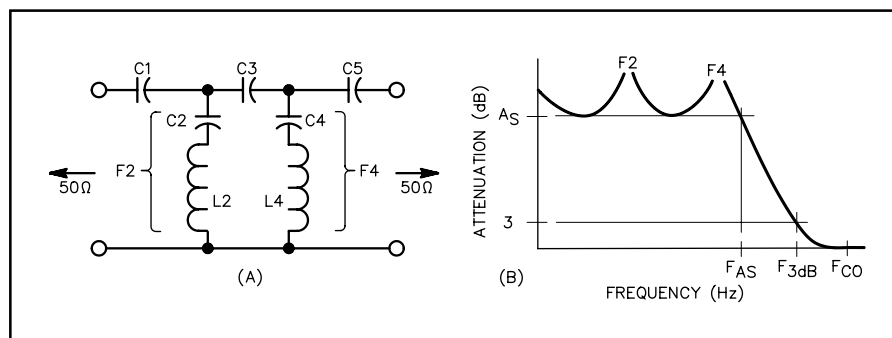 C1
C3
C5
C2
C4
F2
F4
50Ω
50Ω
L2
L4
(A)
F2
F4
ATTENUATION (dB)
AS
3
FAS
F3dB
FCO
(B)
FREQUENCY (Hz)